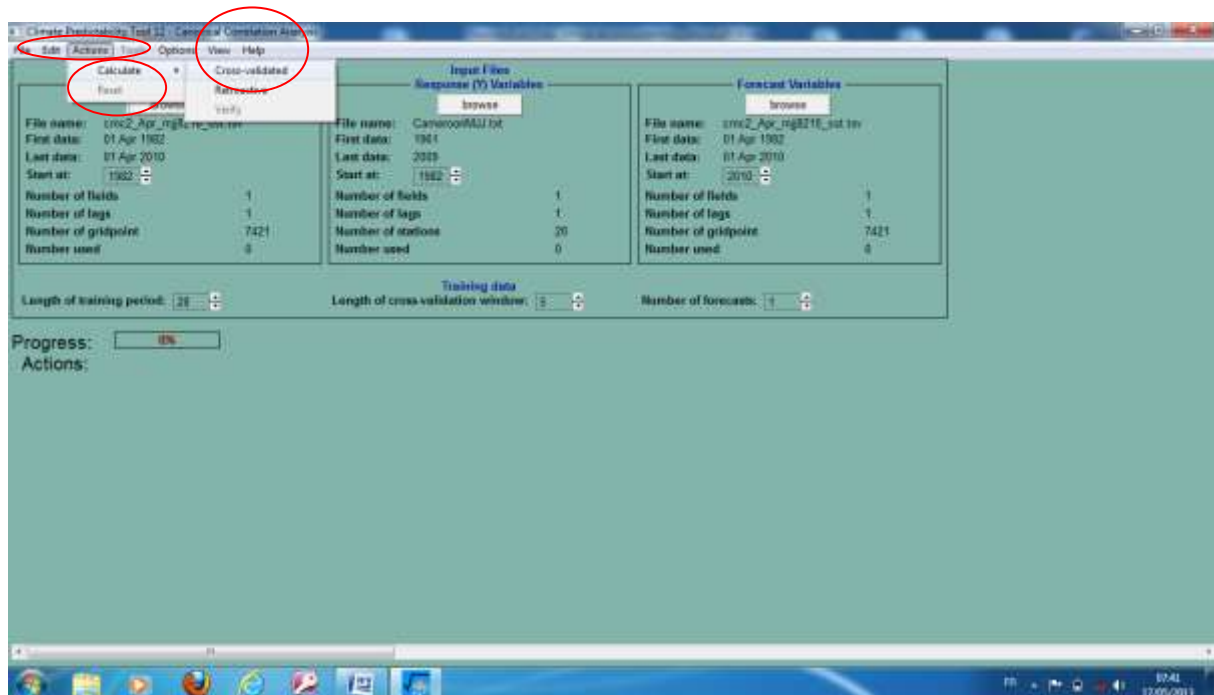 Climate Predictability Tool 12 - Canonical Correlation Analysis
File Edit Actions Tools Options View Help
Calculate
Reset
Cross-validated
Retroactive
Verify
Input Files
Response (Y) Variables
Forecast Variables
browse
browse
browse
File name:
First data: 01 Apr 1982
Last data: 01 Apr 2010
Start at: 1982
Number of fields 1
Number of lags 1
Number of gridpoint 7421
Number used 0
File name: CameroonMJJ.txt
First data: 1961
Last data: 2009
Start at: 1982
Number of fields 1
Number of lags 1
Number of stations 20
Number used 0
File name:
First data: 01 Apr 1982
Last data: 01 Apr 2010
Start at: 2010
Number of fields 1
Number of lags 1
Number of gridpoint 7421
Number used 0
Training data
Length of training period: 28
Length of cross-validation window: 5
Number of forecasts: 1
Progress: 0%
Actions:
FR
07:41
17/05/2013